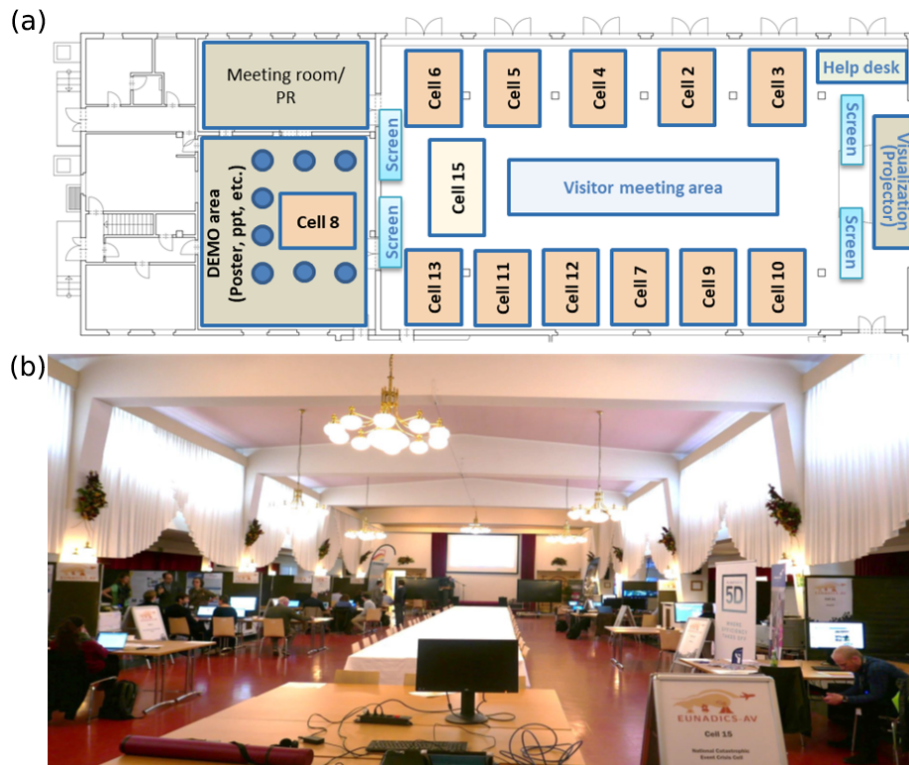 (a)
Meeting room/
PR
Cell 6
Cell 5
Cell 4
Cell 2
Cell 3
Help desk
Screen
Screen
Cell 15
Visitor meeting area
Screen
Screen
Visualization
(Projector)
DEMO area
(Poster, ppt, etc.)
Cell 8
Cell 13
Cell 11
Cell 12
Cell 7
Cell 9
Cell 10
(b)
5D
EUNADICS-AV
Cell 15
National Catastrophic
Event Crisis Cell